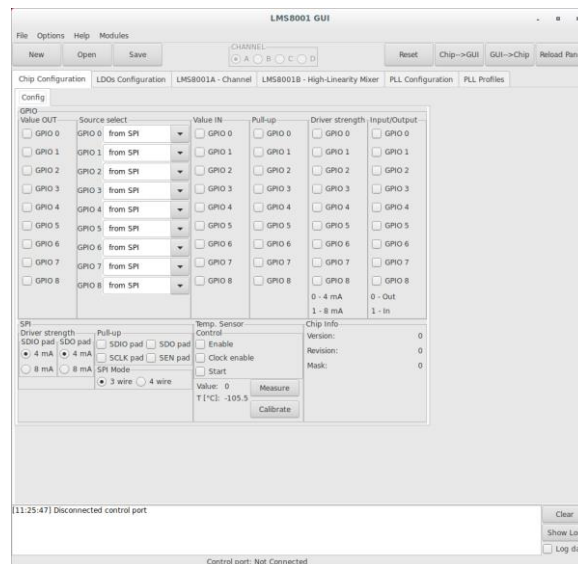 LMS8001 GUI
File Options Help Modules
New Open Save CHANNEL A B C D Reset Chip-->GUI GUI-->Chip Reload
Chip Configuration LDOs Configuration LMS8001A - Channel LMS8001B - High-Linearity Mixer PLL Configuration PLL Profiles
Config
GPIO
Value OUT Source select Value IN Pull-up Driver strength Input/Output
GPIO 0 GPIO 0 from SPI GPIO 0 GPIO 0 GPIO 0 GPIO 0
GPIO 1 GPIO 1 from SPI GPIO 1 GPIO 1 GPIO 1 GPIO 1
GPIO 2 GPIO 2 from SPI GPIO 2 GPIO 2 GPIO 2 GPIO 2
GPIO 3 GPIO 3 from SPI GPIO 3 GPIO 3 GPIO 3 GPIO 3
GPIO 4 GPIO 4 from SPI GPIO 4 GPIO 4 GPIO 4 GPIO 4
GPIO 5 GPIO 5 from SPI GPIO 5 GPIO 5 GPIO 5 GPIO 5
GPIO 6 GPIO 6 from SPI GPIO 6 GPIO 6 GPIO 6 GPIO 6
GPIO 7 GPIO 7 from SPI GPIO 7 GPIO 7 GPIO 7 GPIO 7
GPIO 8 GPIO 8 from SPI GPIO 8 GPIO 8 GPIO 8 GPIO 8
0 - 4 mA 0 - Out
1 - 8 mA 1 - In
SPI Temp. Sensor Chip Info
Driver strength Pull-up Control Version: 0
SDIO pad SDO pad SDIO pad SDO pad Enable
4 mA 4 mA SCLK pad SEN pad Clock enable Revision: 0
8 mA 8 mA SPI Mode Start Mask: 0
3 wire 4 wire Value: 0 Measure
T [°C]: -105.5
Calibrate
[11:25:47] Disconnected control port
Clear
Show Lo
Log da
Control port: Not Connected